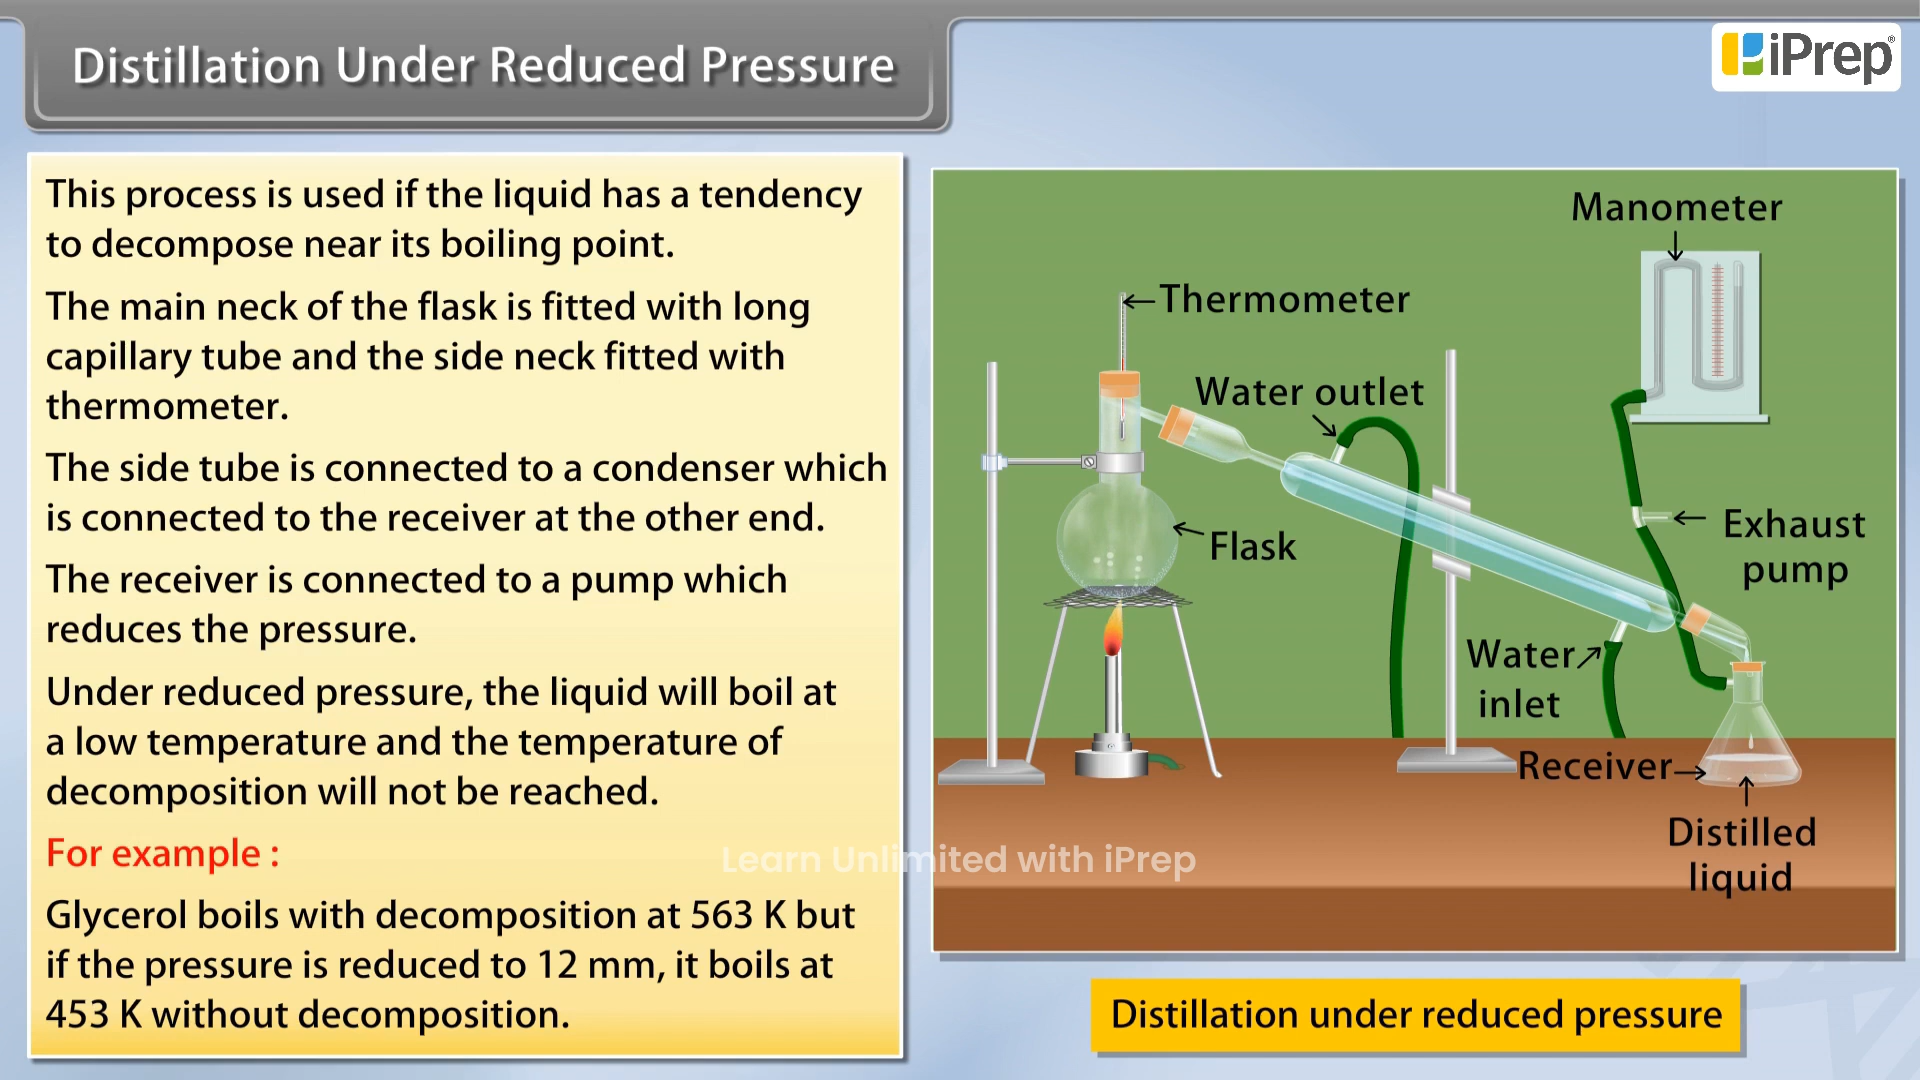 Distillation Under Reduced Pressure
iPrep®
This process is used if the liquid has a tendency
to decompose near its boiling point.
The main neck of the flask is fitted with long
capillary tube and the side neck fitted with
thermometer.
The side tube is connected to a condenser which
is connected to the receiver at the other end.
The receiver is connected to a pump which
reduces the pressure.
Under reduced pressure, the liquid will boil at
a low temperature and the temperature of
decomposition will not be reached.
For example :
Glycerol boils with decomposition at 563 K but
if the pressure is reduced to 12 mm, it boils at
453 K without decomposition.
Manometer
Thermometer
Water outlet
Flask
Exhaust
pump
Water
inlet
Receiver
Distilled
liquid
Learn Unlimited with iPrep
Distillation under reduced pressure